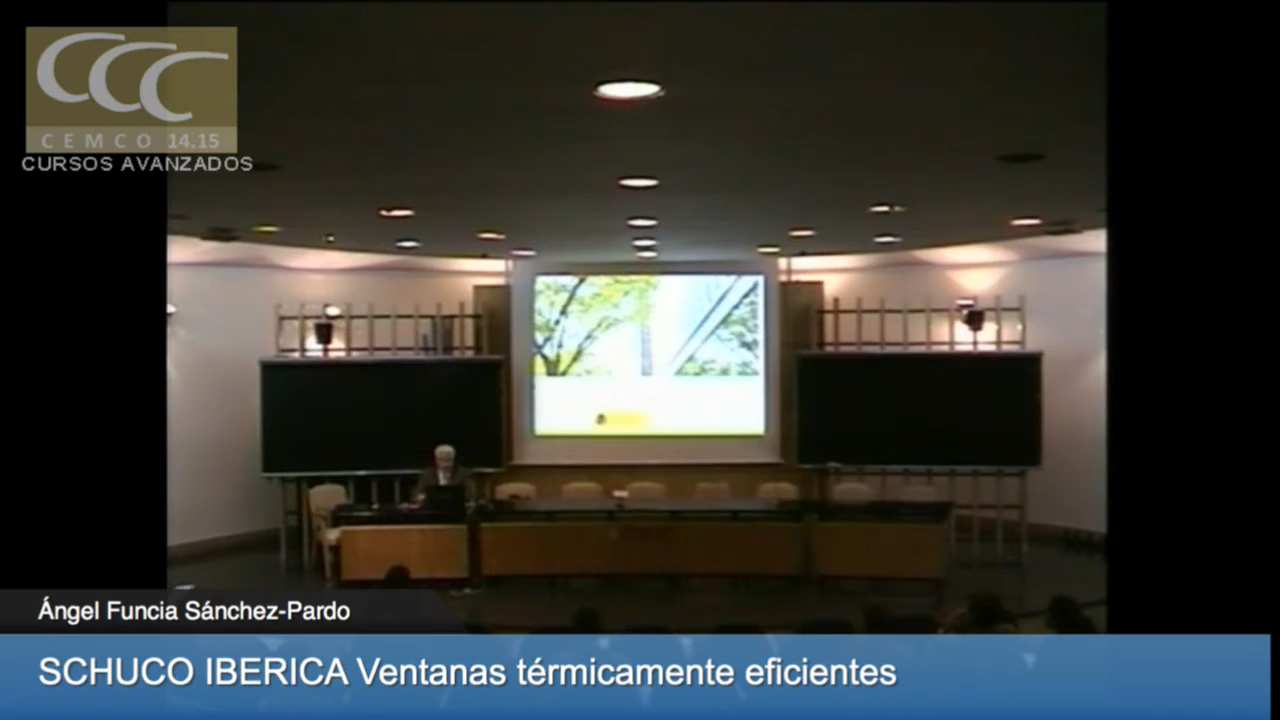 CCC
CEMCO 14.15
CURSOS AVANZADOS
Ángel Funcia Sánchez-Pardo
SCHUCO IBERICA Ventanas térmicamente eficientes